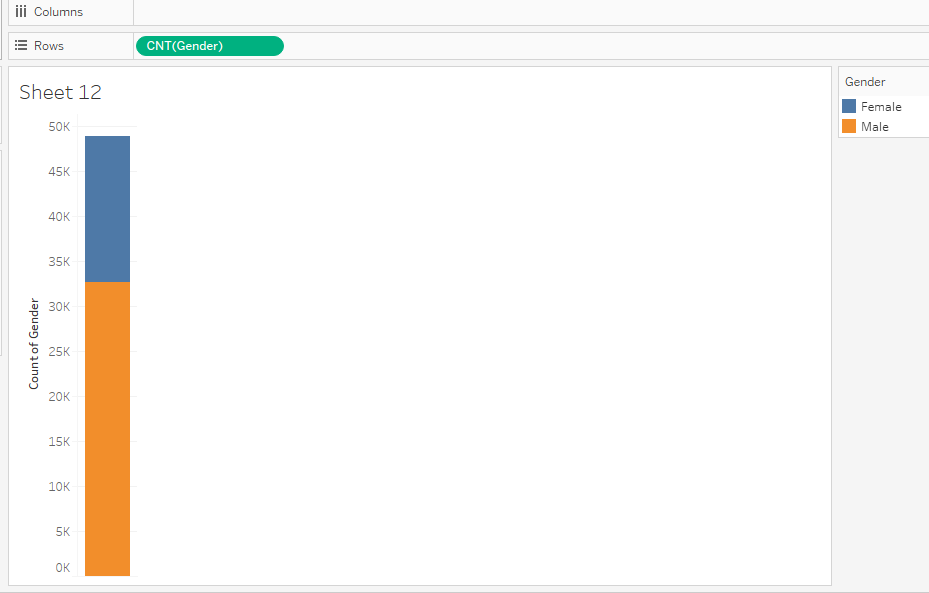 Columns
Rows
CNT(Gender)
Sheet 12
Gender
Female
Male
50K
45K
40K
35K
30K
25K
20K
15K
10K
5K
0K
Count of Gender